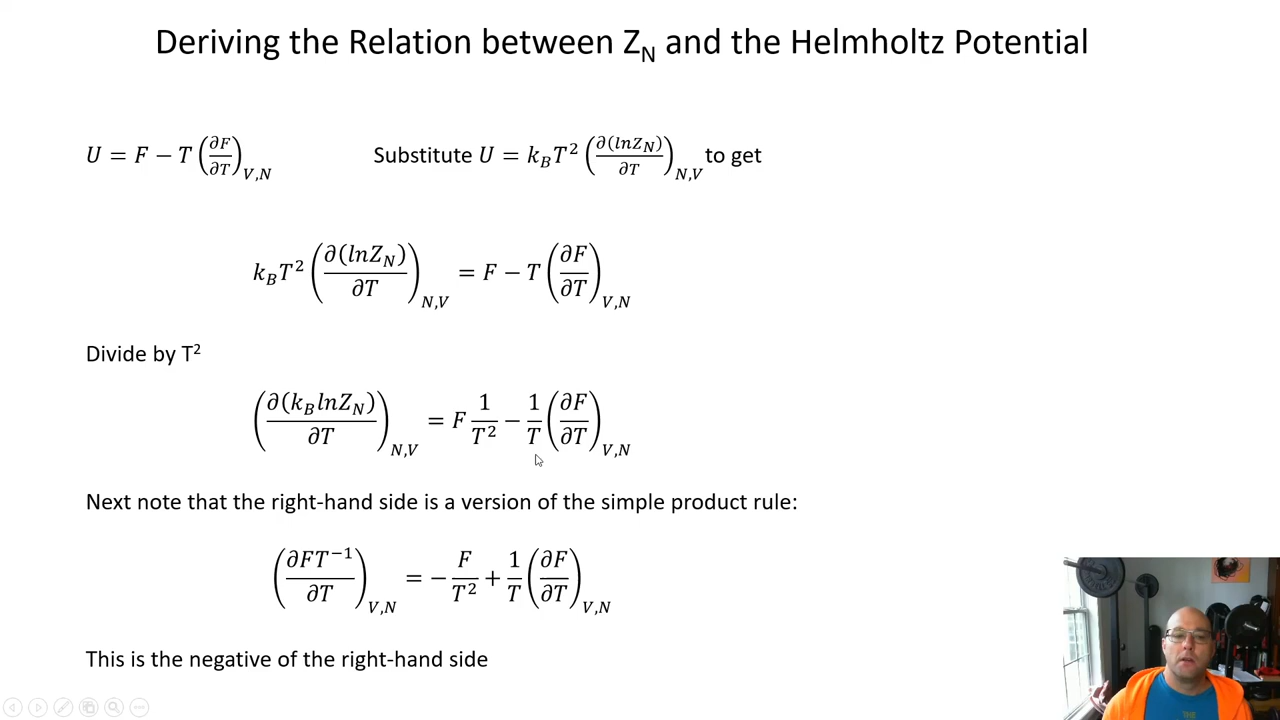 Deriving the Relation between Z_N and the Helmholtz Potential
U = F − T (∂F/∂T)_{V,N} Substitute U = k_B T² (∂(lnZ_N)/∂T)_{N,V} to get
k_B T² (∂(lnZ_N)/∂T)_{N,V} = F − T (∂F/∂T)_{V,N}
Divide by T²
(∂(k_B lnZ_N)/∂T)_{N,V} = F 1/T² − 1/T (∂F/∂T)_{V,N}
Next note that the right-hand side is a version of the simple product rule:
(∂FT⁻¹/∂T)_{V,N} = − F/T² + 1/T (∂F/∂T)_{V,N}
This is the negative of the right-hand side